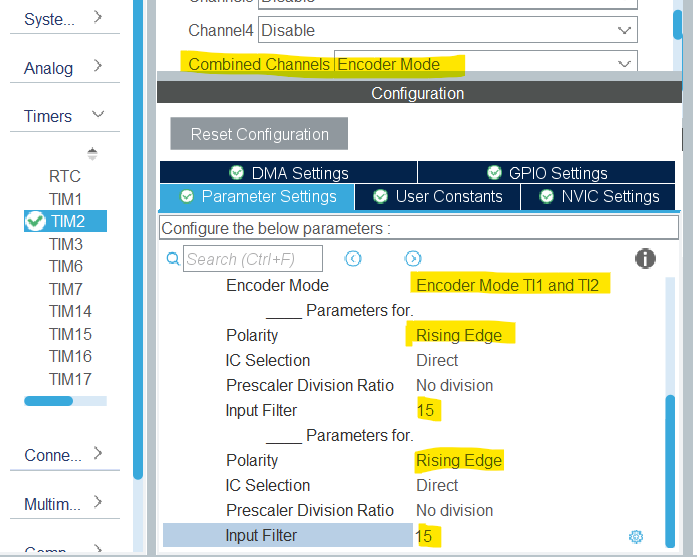 Syste...
Disable
Channel4 Disable
Analog
Combined Channels Encoder Mode
Configuration
Timers
Reset Configuration
DMA Settings GPIO Settings
RTC
Parameter Settings User Constants NVIC Settings
TIM1
TIM2
Configure the below parameters :
TIM3
Search (Ctrl+F)
TIM6
TIM7
Encoder Mode Encoder Mode TI1 and TI2
TIM14
____ Parameters for.
TIM15
Polarity Rising Edge
TIM16
IC Selection Direct
TIM17
Prescaler Division Ratio No division
Input Filter 15
____ Parameters for.
Conne...
Polarity Rising Edge
IC Selection Direct
Multim...
Prescaler Division Ratio No division
Input Filter 15